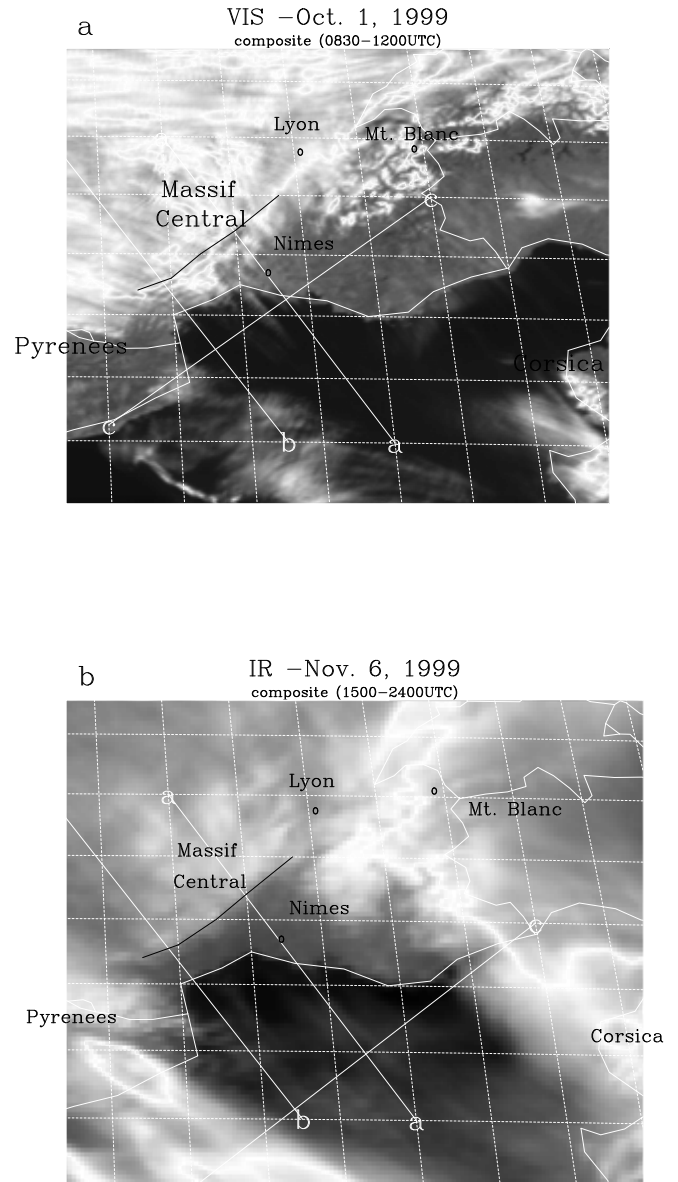 a
VIS −Oct. 1, 1999
composite (0830−1200UTC)
Lyon
Mt. Blanc
Massif
Central
c
Nimes
Pyrenees
Corsica
c
b
a
b
IR −Nov. 6, 1999
composite (1500−2400UTC)
Lyon
a
Mt. Blanc
Massif
Central
Nimes
c
Pyrenees
Corsica
b
a